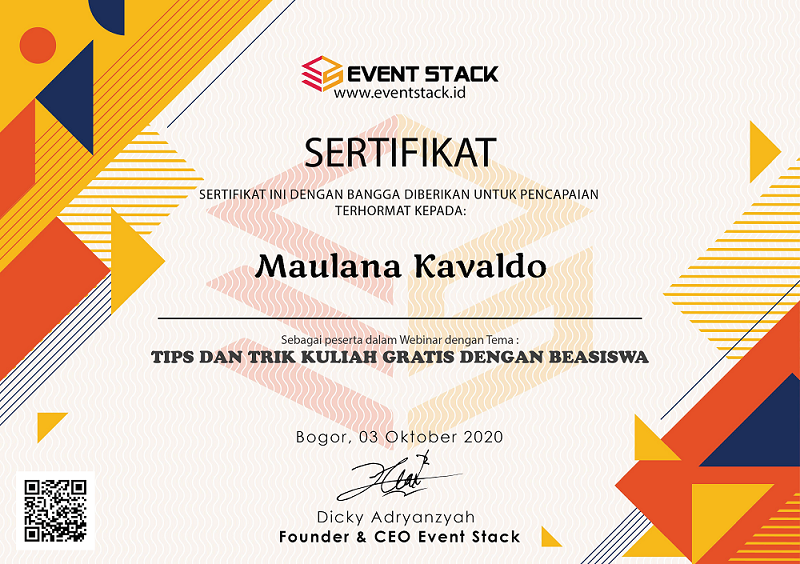 EVENT STACK
www.eventstack.id
SERTIFIKAT
SERTIFIKAT INI DENGAN BANGGA DIBERIKAN UNTUK PENCAPAIAN
TERHORMAT KEPADA:
Maulana Kavaldo
Sebagai peserta dalam Webinar dengan Tema :
TIPS DAN TRIK KULIAH GRATIS DENGAN BEASISWA
Bogor, 03 Oktober 2020
Dicky Adryanzyah
Founder & CEO Event Stack